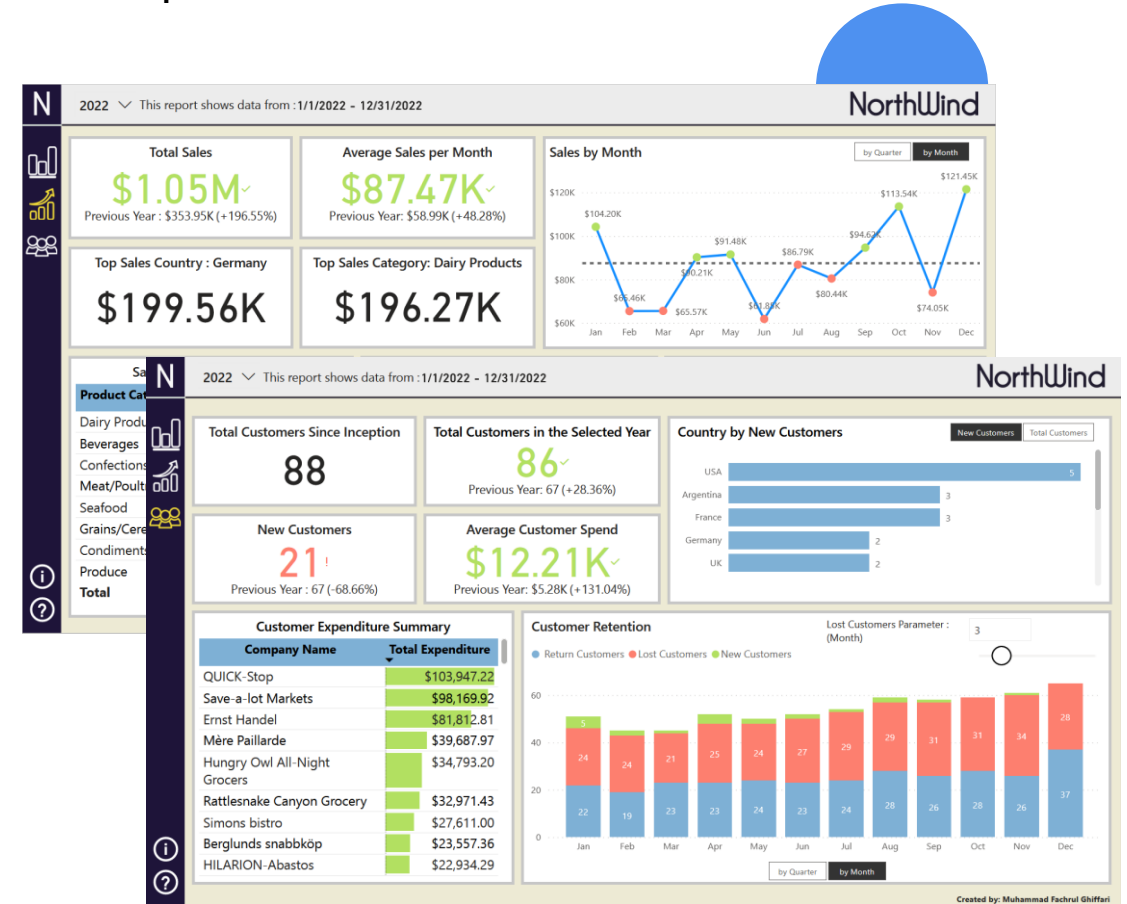 N
2022 This report shows data from : 1/1/2022 - 12/31/2022
NorthWind
Total Sales
$1.05M
Previous Year : $353.95K (+196.55%)
Average Sales per Month
$87.47K
Previous Year: $58.99K (+48.28%)
Top Sales Country : Germany
$199.56K
Top Sales Category: Dairy Products
$196.27K
Sales by Month
by Quarter by Month
$120K
$100K
$80K
$60K
$104.20K
$65.57K
$91.48K
$86.79K
$80.44K
$113.54K
$74.05K
$121.45K
Jan Feb Mar Apr May Jun Jul Aug Sep Oct Nov Dec
Beverages
Seafood
Produce
Total
i
?
N
2022 This report shows data from : 1/1/2022 - 12/31/2022
NorthWind
Total Customers Since Inception
88
Total Customers in the Selected Year
86
Previous Year: 67 (+28.36%)
New Customers
21 !
Previous Year : 67 (-68.66%)
Average Customer Spend
$12.21K
Previous Year: $5.28K (+131.04%)
Country by New Customers
New Customers Total Customers
USA 5
Argentina 3
France 3
Germany 2
UK 2
Customer Expenditure Summary
Company Name Total Expenditure
QUICK-Stop $103,947.22
Save-a-lot Markets $98,169.92
Ernst Handel $81,812.81
Mère Paillarde $39,687.97
Hungry Owl All-Night $34,793.20
Grocers
Rattlesnake Canyon Grocery $32,971.43
Simons bistro $27,611.00
Berglunds snabbköp $23,557.36
HILARION-Abastos $22,934.29
Customer Retention
Lost Customers Parameter :
(Month)
3
Return Customers Lost Customers New Customers
60
40
20
0
5
24 24 21 25 24 27 29 29 31 31 34 28
22 19 23 23 24 23 24 28 26 28 26 37
Jan Feb Mar Apr May Jun Jul Aug Sep Oct Nov Dec
by Quarter by Month
i
?
Created by: Muhammad Fachrul Ghiffari